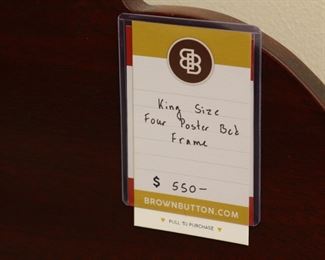 BB
King Size
Four Poster Bed
Frame
$ 550-
BROWNBUTTON.COM
PULL TO PURCHASE